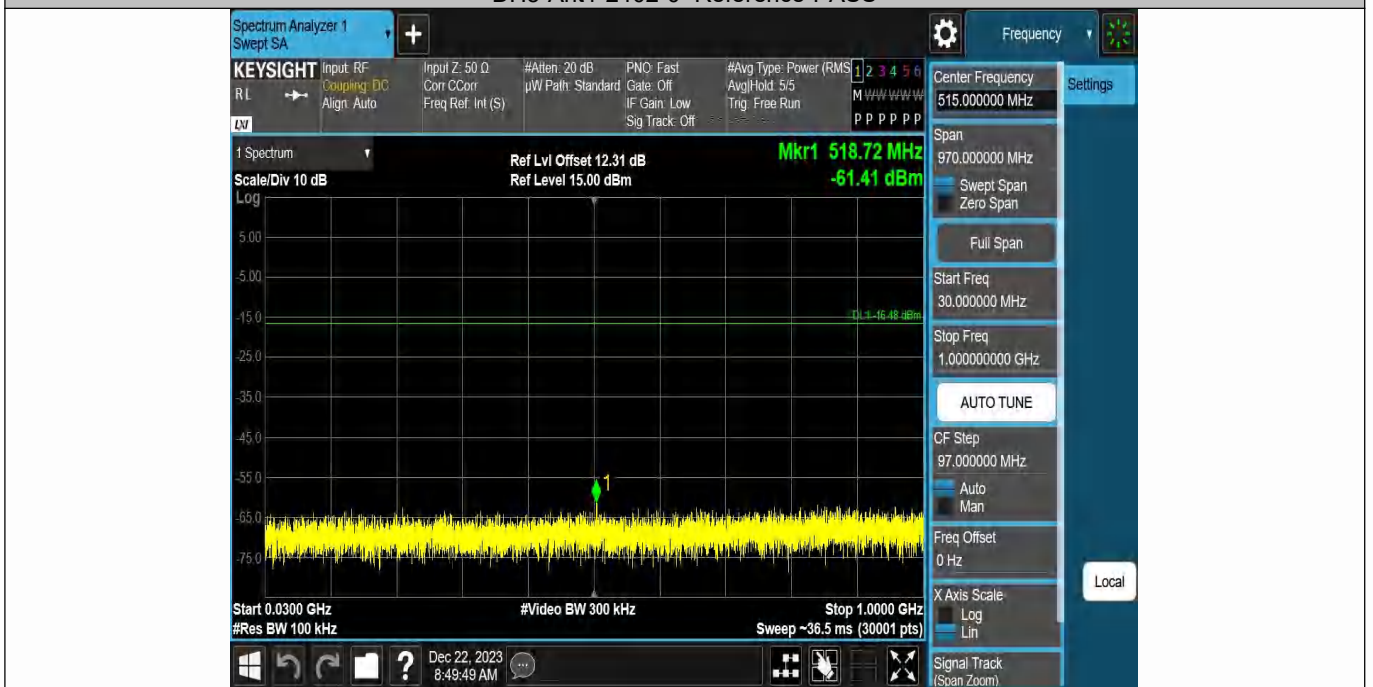 Spectrum Analyzer 1
Swept SA
Frequency
KEYSIGHT
RL
LXI
Input: RF
Coupling: DC
Align: Auto
Input Z: 50 Ω
Corr CCorr
Freq Ref: Int (S)
#Atten: 20 dB
µW Path: Standard
PNO: Fast
Gate: Off
IF Gain: Low
Sig Track: Off
#Avg Type: Power (RMS
Avg|Hold: 5/5
Trig: Free Run
1 2 3 4 5 6
M W W W W W
P P P P P P
1 Spectrum
Scale/Div 10 dB
Log
Ref Lvl Offset 12.31 dB
Ref Level 15.00 dBm
Mkr1 518.72 MHz
-61.41 dBm
5.00
-5.00
-15.0
DL1 -16.48 dBm
-25.0
-35.0
-45.0
-55.0
1
-65.0
-75.0
Start 0.0300 GHz
#Res BW 100 kHz
#Video BW 300 kHz
Stop 1.0000 GHz
Sweep ~36.5 ms (30001 pts)
Dec 22, 2023
8:49:49 AM
?
Center Frequency
515.000000 MHz
Settings
Span
970.000000 MHz
Swept Span
Zero Span
Full Span
Start Freq
30.000000 MHz
Stop Freq
1.000000000 GHz
AUTO TUNE
CF Step
97.000000 MHz
Auto
Man
Freq Offset
0 Hz
Local
X Axis Scale
Log
Lin
Signal Track
(Span Zoom)